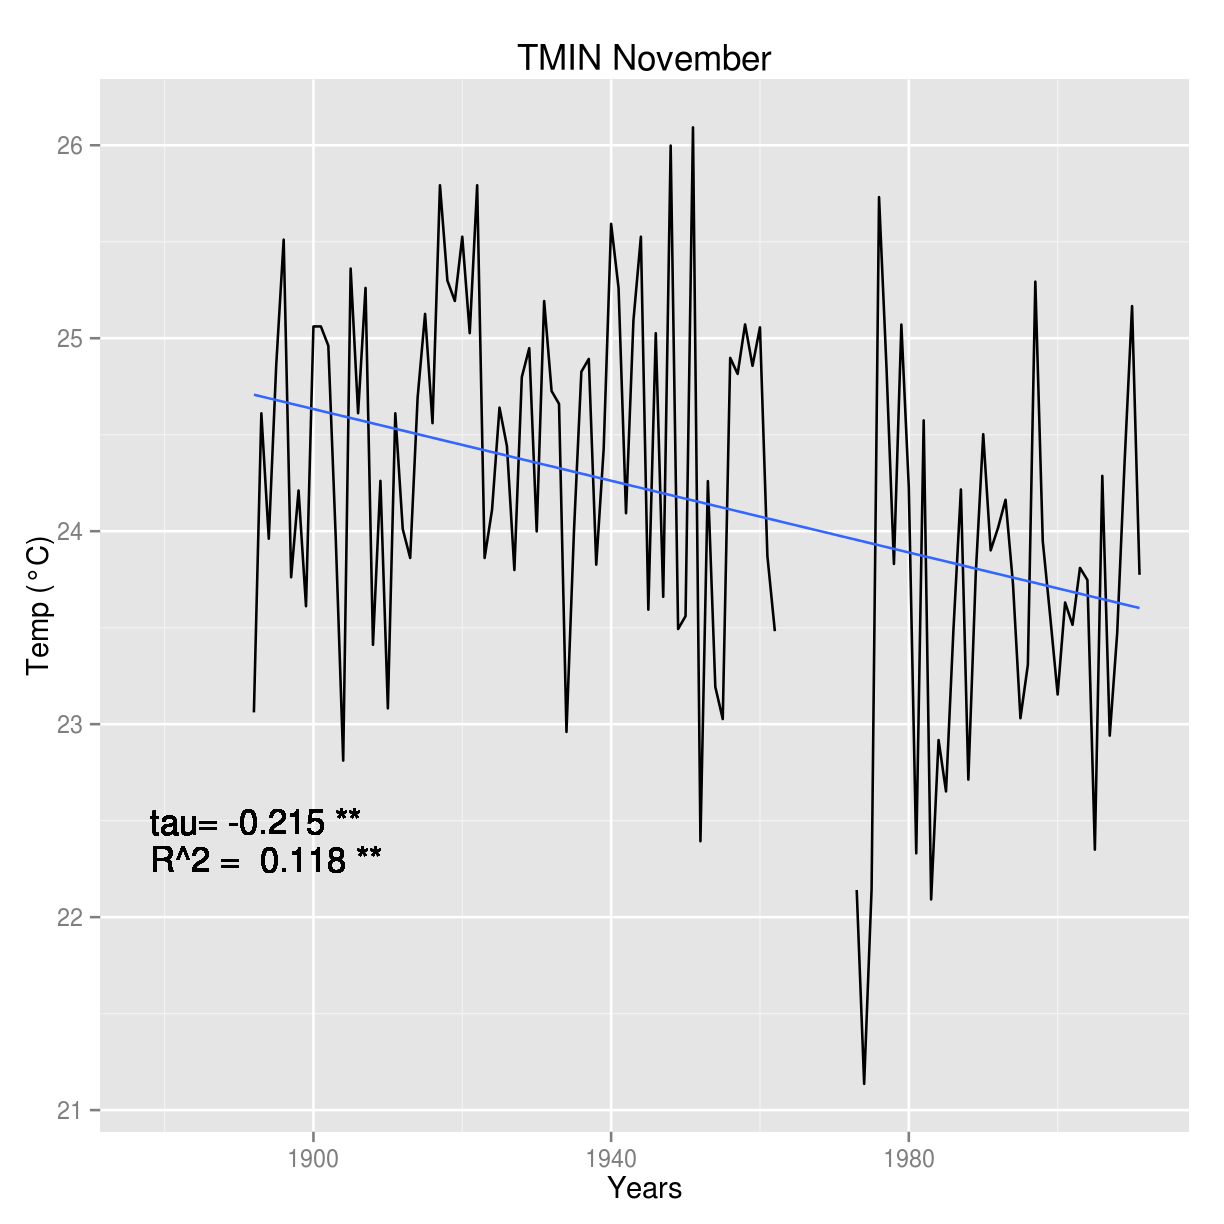 TMIN November
26
25
24
23
22
21
Temp (°C)
tau= -0.215 **
R^2 =  0.118 **
1900 1940 1980
Years